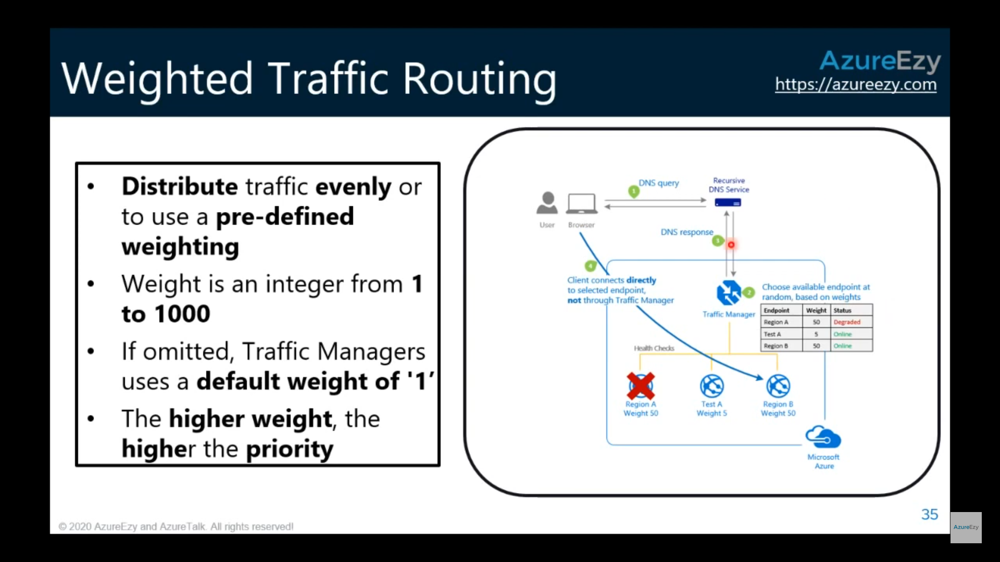 Weighted Traffic Routing
AzureEzy
https://azureezy.com
• Distribute traffic evenly or
to use a pre-defined
weighting
• Weight is an integer from 1
to 1000
• If omitted, Traffic Managers
uses a default weight of '1’
• The higher weight, the
higher the priority
DNS query
1
Recursive
DNS Service
User
Browser
DNS response
3
4
Client connects directly
to selected endpoint,
not through Traffic Manager
2
Choose available endpoint at
random, based on weights
Traffic Manager
Endpoint Weight Status
Region A 50 Degraded
Test A 5 Online
Region B 50 Online
Health Checks
Region A
Weight 50
Test A
Weight 5
Region B
Weight 50
Microsoft
Azure
35
© 2020 AzureEzy and AzureTalk. All rights reserved!
AzureEzy